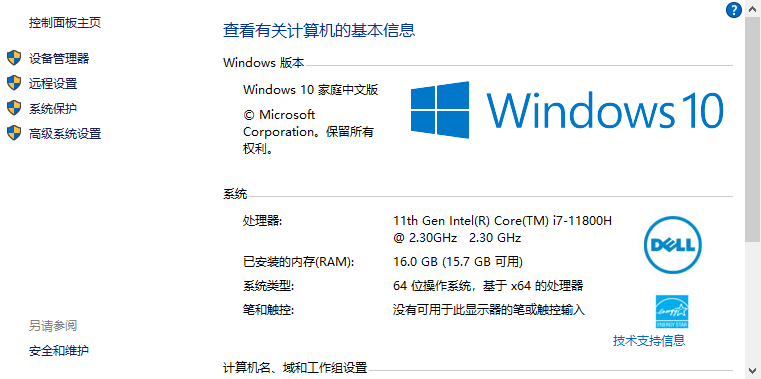 控制面板主页
查看有关计算机的基本信息
?
设备管理器
远程设置
系统保护
高级系统设置
Windows 版本
Windows 10 家庭中文版
© Microsoft
Corporation。保留所有
权利。
Windows 10
系统
处理器:
11th Gen Intel(R) Core(TM) i7-11800H
@ 2.30GHz 2.30 GHz
已安装的内存(RAM):
16.0 GB (15.7 GB 可用)
系统类型:
64 位操作系统，基于 x64 的处理器
笔和触控:
没有可用于此显示器的笔或触控输入
DELL
energy
ENERGY STAR
技术支持信息
另请参阅
安全和维护
计算机名、域和工作组设置